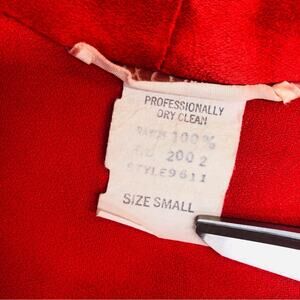 PROFESSIONALLY
DRY CLEAN
100%
2002
STYLE9611
SIZE SMALL